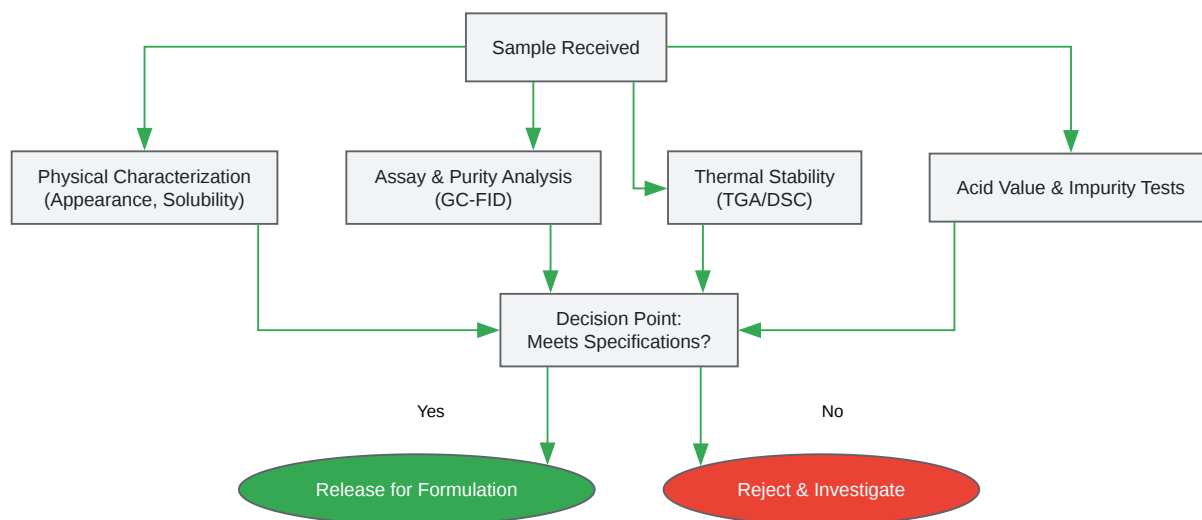 Sample Received
Physical Characterization
(Appearance, Solubility)
Assay & Purity Analysis
(GC-FID)
Thermal Stability
(TGA/DSC)
Acid Value & Impurity Tests
Decision Point:
Meets Specifications?
Yes
No
Release for Formulation
Reject & Investigate